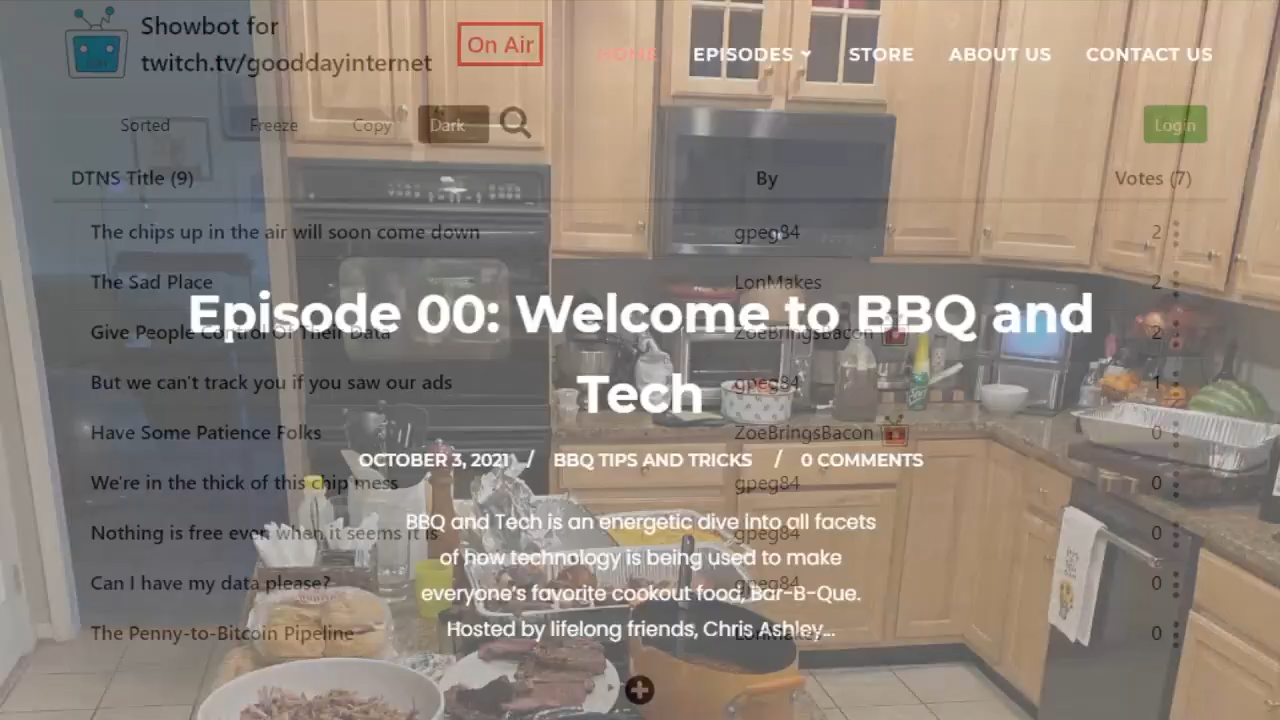 Showbot for
twitch.tv/gooddayinternet
On Air
HOME EPISODES STORE ABOUT US CONTACT US
Sorted Freeze Copy Dark Login
DTNS Title (9) By Votes (7)
The chips up in the air will soon come down gpeg84 2
The Sad Place LonMakes 2
Episode 00: Welcome to BBQ and
Give People Control Of Their Data ZoeBringsBacon 2
But we can't track you if you saw our ads gpeg84 1
Tech
Have Some Patience Folks ZoeBringsBacon 0
OCTOBER 3, 2021 / BBQ TIPS AND TRICKS / 0 COMMENTS
We're in the thick of this chip mess gpeg84 0
BBQ and Tech is an energetic dive into all facets
Nothing is free even when it seems it is gpeg84 0
of how technology is being used to make
Can I have my data please? gpeg84 0
everyone's favorite cookout food, Bar-B-Que.
Hosted by lifelong friends, Chris Ashley...
The Penny-to-Bitcoin Pipeline LonMakes 0